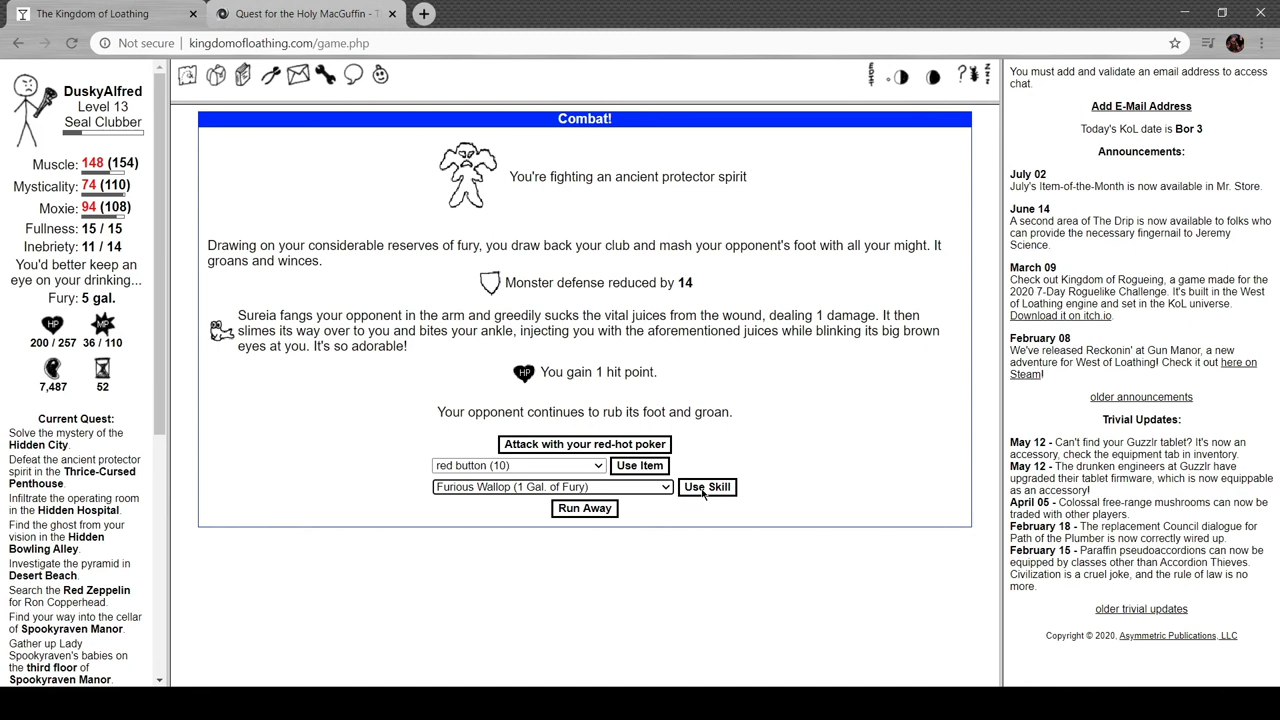 The Kingdom of Loathing
Quest for the Holy MacGuffin - T
Not secure | kingdomofloathing.com/game.php
DuskyAlfred
Level 13
Seal Clubber
Muscle: 148 (154)
Mysticality: 74 (110)
Moxie: 94 (108)
Fullness: 15 / 15
Inebriety: 11 / 14
You'd better keep an
eye on your drinking...
Fury: 5 gal.
HP MP
200 / 257 36 / 110
7,487 52
Current Quest:
Solve the mystery of the
Hidden City.
Defeat the ancient protector
spirit in the Thrice-Cursed
Penthouse.
Infiltrate the operating room
in the Hidden Hospital.
Find the ghost from your
vision in the Hidden
Bowling Alley.
Investigate the pyramid in
Desert Beach.
Search the Red Zeppelin
for Ron Copperhead.
Find your way into the cellar
of Spookyraven Manor.
Gather up Lady
Spookyraven's babies on
the third floor of
Spookyraven Manor.
Combat!
You're fighting an ancient protector spirit
Drawing on your considerable reserves of fury, you draw back your club and mash your opponent's foot with all your might. It
groans and winces.
Monster defense reduced by 14
Sureia fangs your opponent in the arm and greedily sucks the vital juices from the wound, dealing 1 damage. It then
slimes its way over to you and bites your ankle, injecting you with the aforementioned juices while blinking its big brown
eyes at you. It's so adorable!
HP You gain 1 hit point.
Your opponent continues to rub its foot and groan.
Attack with your red-hot poker
red button (10) Use Item
Furious Wallop (1 Gal. of Fury) Use Skill
Run Away
You must add and validate an email address to access
chat.
Add E-Mail Address
Today's KoL date is Bor 3
Announcements:
July 02
July's Item-of-the-Month is now available in Mr. Store.
June 14
A second area of The Drip is now available to folks who
can provide the necessary fingernail to Jeremy
Science.
March 09
Check out Kingdom of Rogueing, a game made for the
2020 7-Day Roguelike Challenge. It's built in the West
of Loathing engine and set in the KoL universe.
Download it on itch.io.
February 08
We've released Reckonin' at Gun Manor, a new
adventure for West of Loathing! Check it out here on
Steam!
older announcements
Trivial Updates:
May 12 - Can't find your Guzzlr tablet? It's now an
accessory, check the equipment tab in inventory.
May 12 - The drunken engineers at Guzzlr have
upgraded their tablet firmware, which is now equippable
as an accessory!
April 05 - Colossal free-range mushrooms can now be
traded with other players.
February 18 - The replacement Council dialogue for
Path of the Plumber is now correctly wired up.
February 15 - Paraffin pseudoaccordions can now be
equipped by classes other than Accordion Thieves.
Civilization is a cruel joke, and the rule of law is no
more.
older trivial updates
Copyright © 2020, Asymmetric Publications, LLC